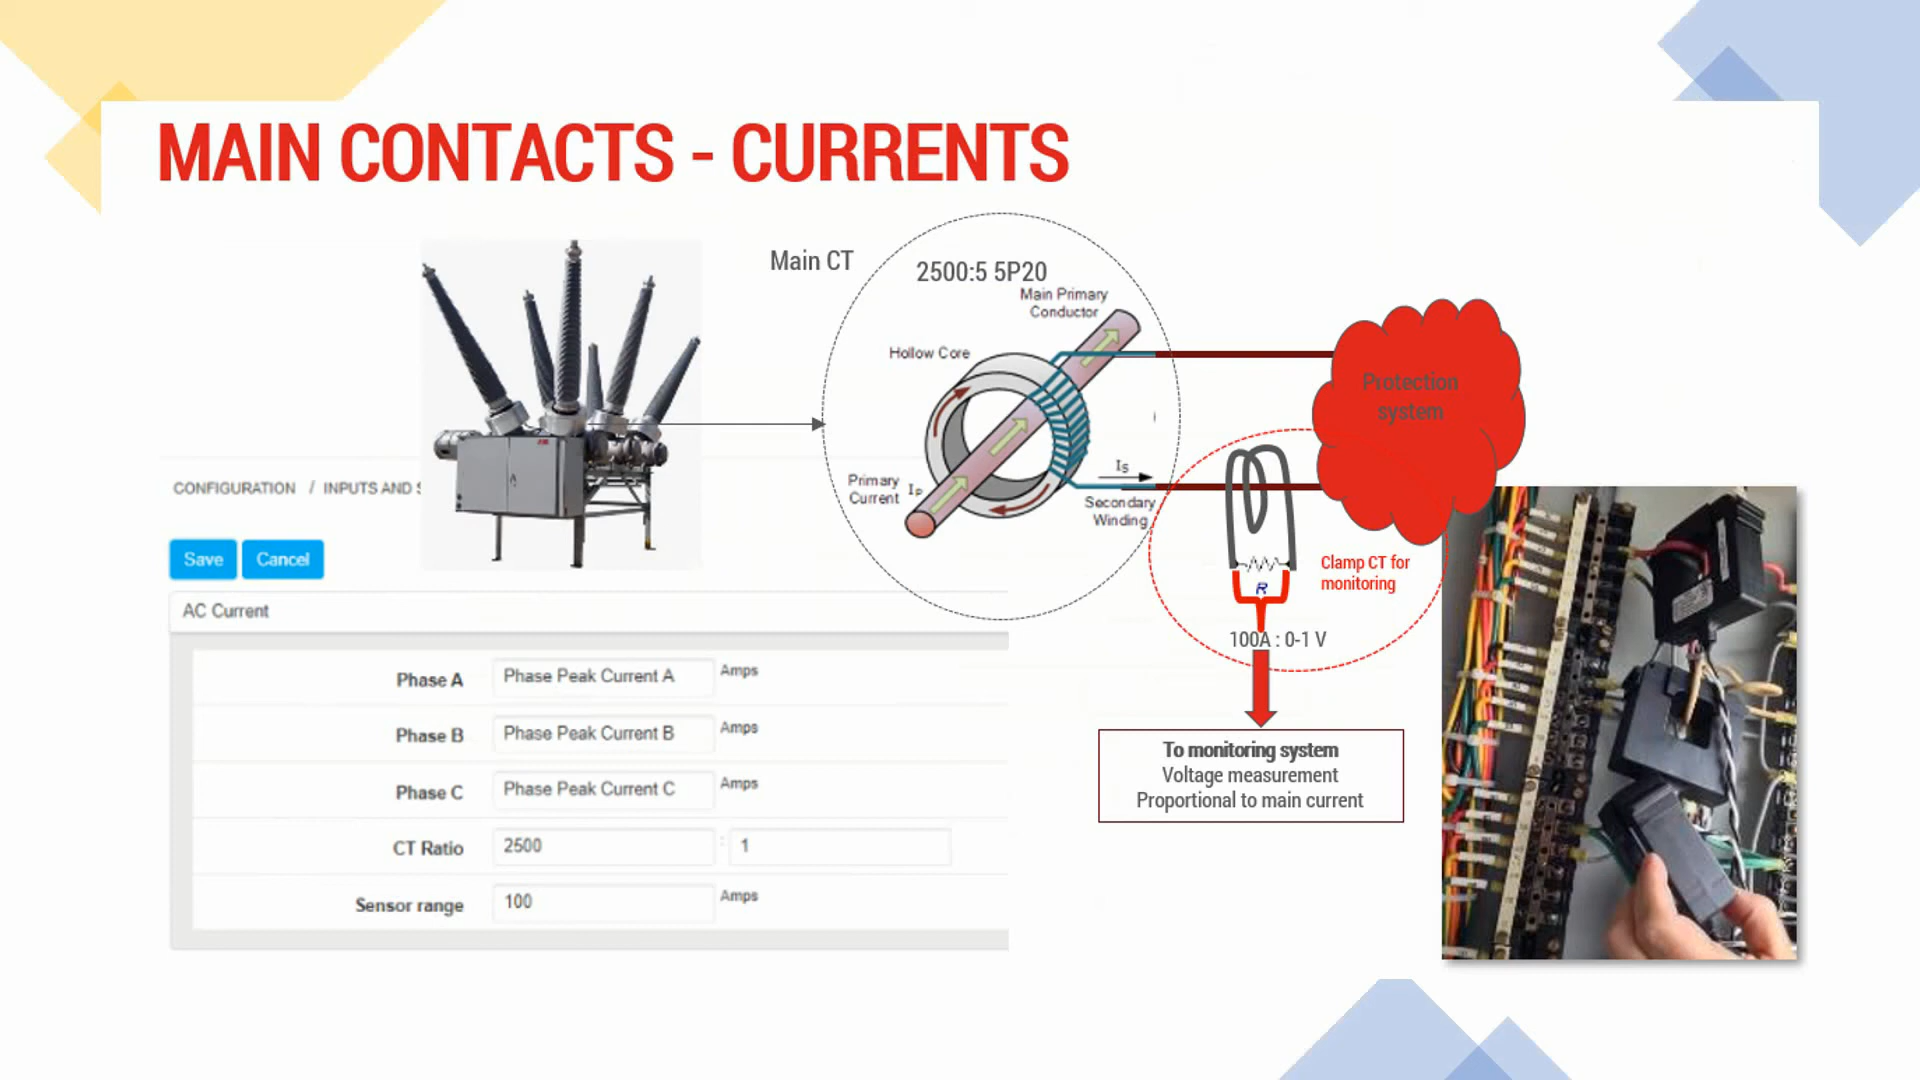 MAIN CONTACTS - CURRENTS
Main CT
2500:5 5P20
Main Primary
Conductor
Hollow Core
Primary
Current
Ip
Is
Secondary
Winding
Protection
system
Clamp CT for
monitoring
R
100A : 0-1 V
To monitoring system
Voltage measurement
Proportional to main current
CONFIGURATION / INPUTS AND S
Save Cancel
AC Current
Phase A Phase Peak Current A Amps
Phase B Phase Peak Current B Amps
Phase C Phase Peak Current C Amps
CT Ratio 2500 : 1
Sensor range 100 Amps